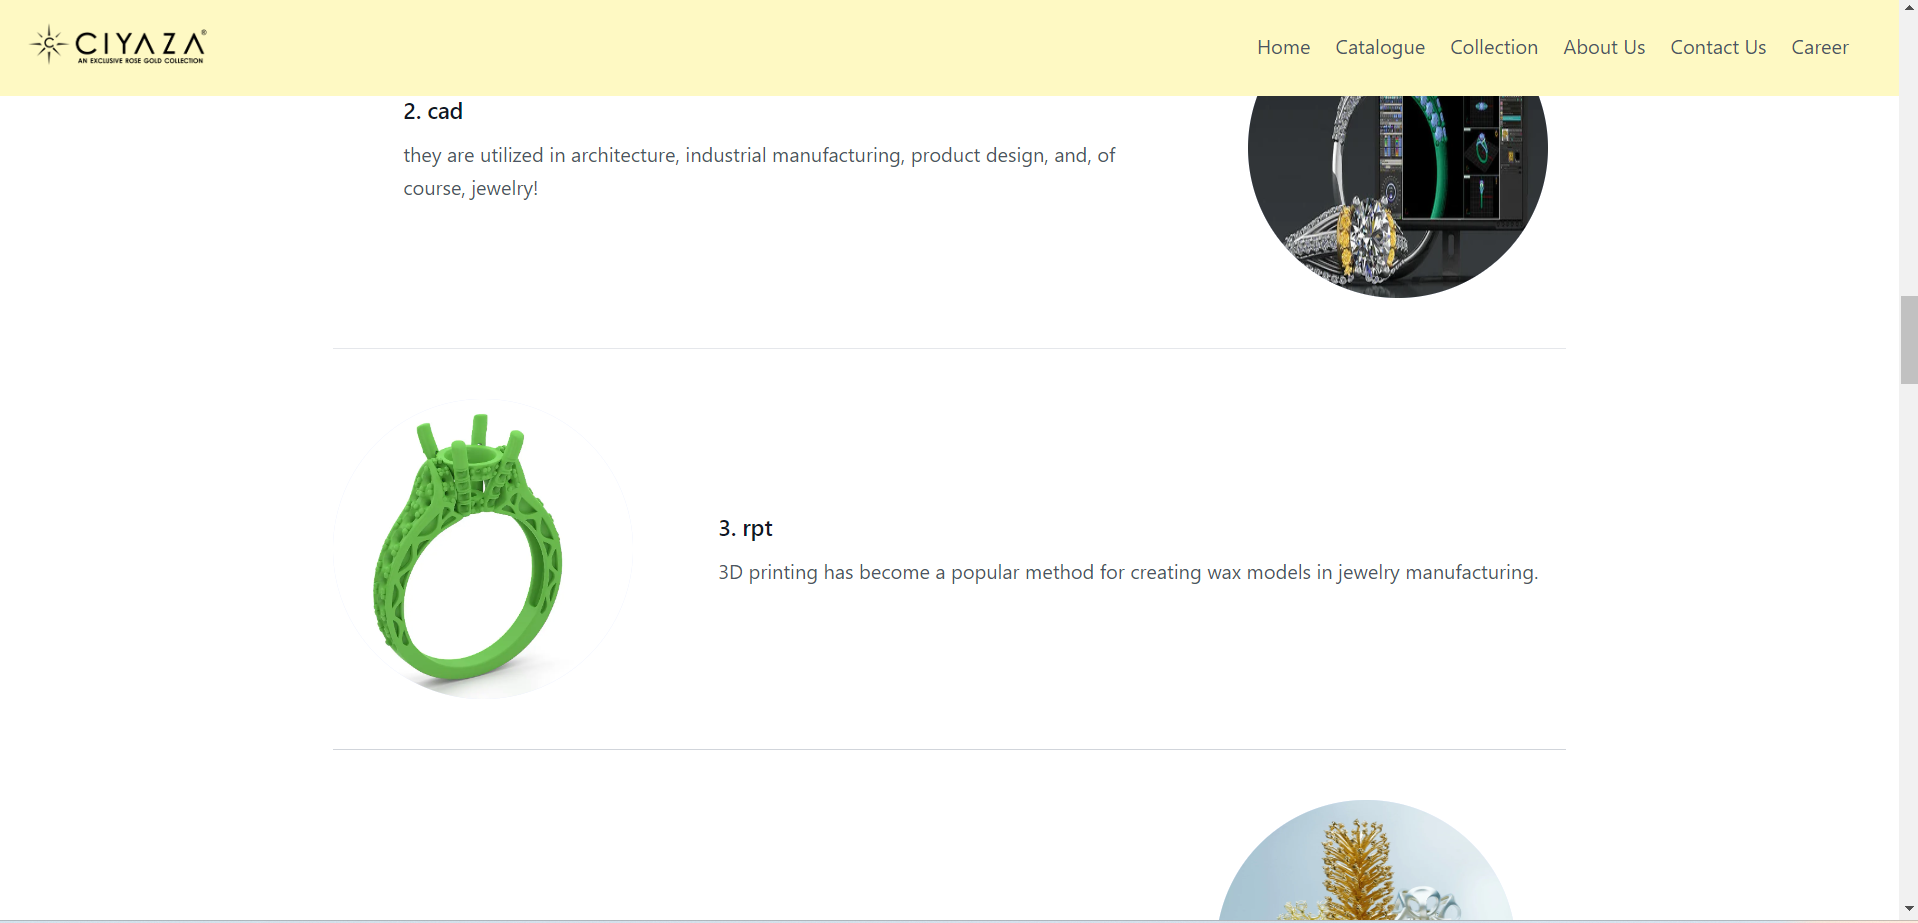 CIYAZA®
AN EXCLUSIVE ROSE GOLD COLLECTION
Home Catalogue Collection About Us Contact Us Career
2. cad
they are utilized in architecture, industrial manufacturing, product design, and, of
course, jewelry!
3. rpt
3D printing has become a popular method for creating wax models in jewelry manufacturing.